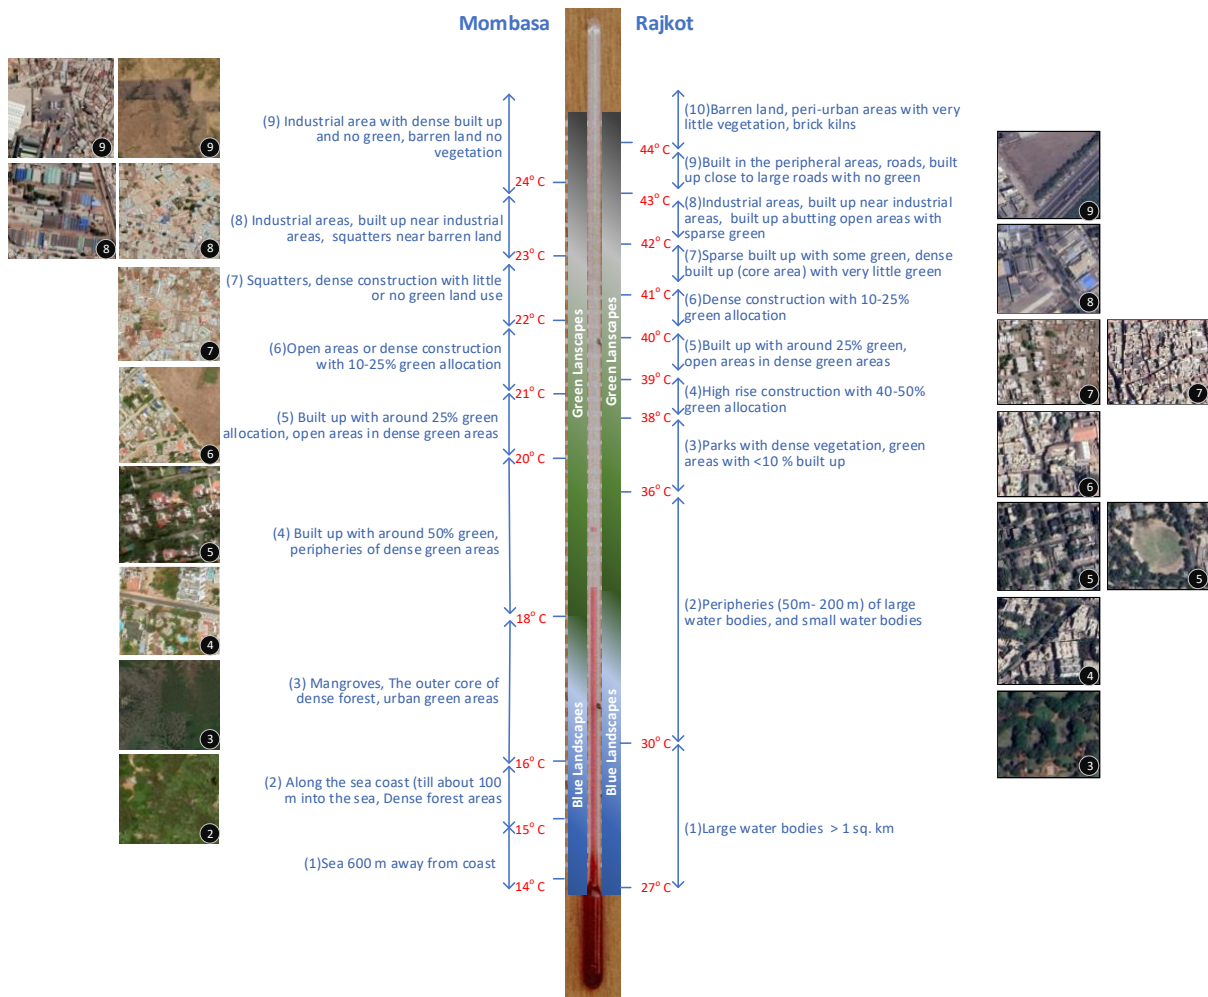 Mombasa
Rajkot
(9) Industrial area with dense built up
and no green, barren land no
vegetation
24° C
(8) Industrial areas, built up near industrial
areas, squatters near barren land
23° C
(7) Squatters, dense construction with little
or no green land use
22° C
(6)Open areas or dense construction
with 10-25% green allocation
21° C
(5) Built up with around 25% green
allocation, open areas in dense green areas
20° C
(4) Built up with around 50% green,
peripheries of dense green areas
18° C
(3) Mangroves, The outer core of
dense forest, urban green areas
16° C
(2) Along the sea coast (till about 100
m into the sea, Dense forest areas
15° C
(1)Sea 600 m away from coast
14° C
Green Lanscapes
Blue Landscapes
Green Lanscapes
Blue Landscapes
(10)Barren land, peri-urban areas with very
little vegetation, brick kilns
44° C
(9)Built in the peripheral areas, roads, built
up close to large roads with no green
43° C
(8)Industrial areas, built up near industrial
areas, built up abutting open areas with
sparse green
42° C
(7)Sparse built up with some green, dense
built up (core area) with very little green
41° C
(6)Dense construction with 10-25%
green allocation
40° C
(5)Built up with around 25% green,
open areas in dense green areas
39° C
(4)High rise construction with 40-50%
green allocation
38° C
(3)Parks with dense vegetation, green
areas with <10 % built up
36° C
(2)Peripheries (50m- 200 m) of large
water bodies, and small water bodies
30° C
(1)Large water bodies > 1 sq. km
27° C
9
9
8
8
7
6
5
4
3
2
9
8
7
7
6
5
5
4
3